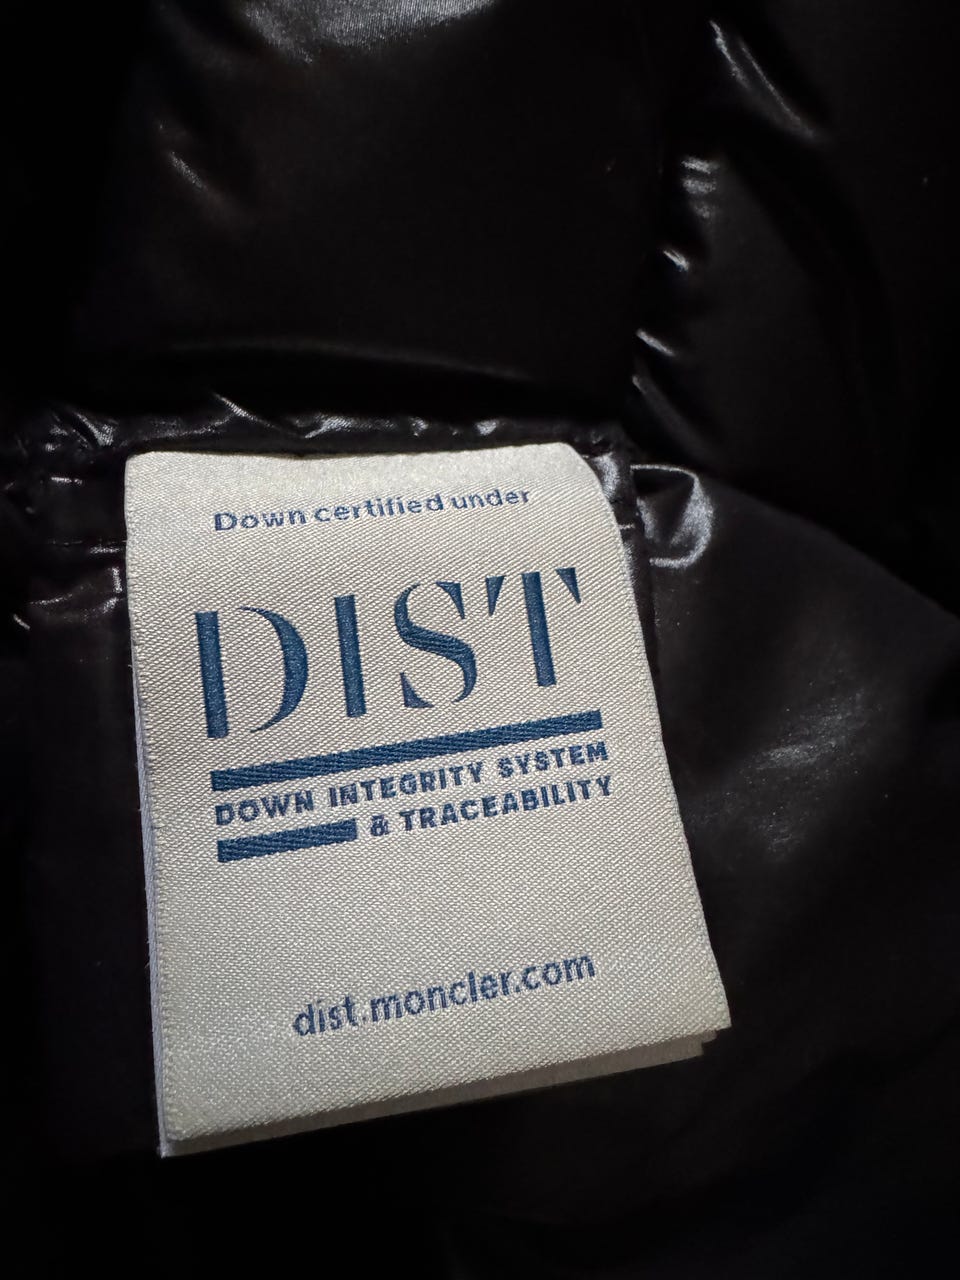 Down certified under
DIST
DOWN INTEGRITY SYSTEM
& TRACEABILITY
dist.moncler.com